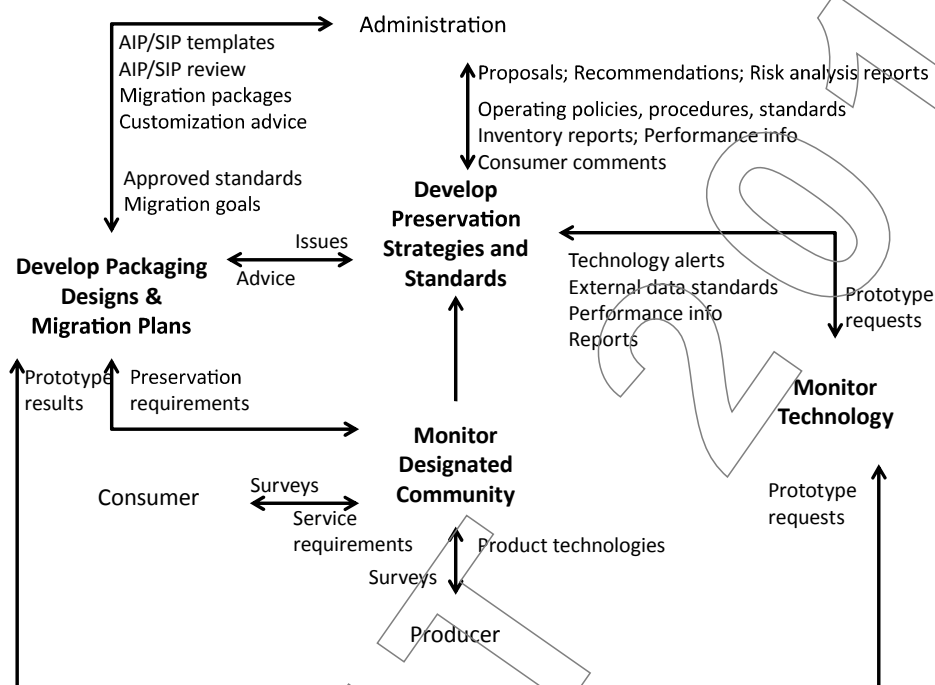 Administration
AIP/SIP templates
AIP/SIP review
Migration packages
Customization advice
Approved standards
Migration goals
Proposals; Recommendations; Risk analysis reports
Operating policies, procedures, standards
Inventory reports; Performance info
Consumer comments
Develop
Preservation
Strategies and
Standards
Issues
Advice
Develop Packaging
Designs &
Migration Plans
Technology alerts
External data standards
Performance info
Reports
Prototype
requests
Monitor
Technology
Prototype
results
Preservation
requirements
Monitor
Designated
Community
Consumer
Surveys
Service
requirements
Prototype
requests
Product technologies
Surveys
Producer
2 0 1
T